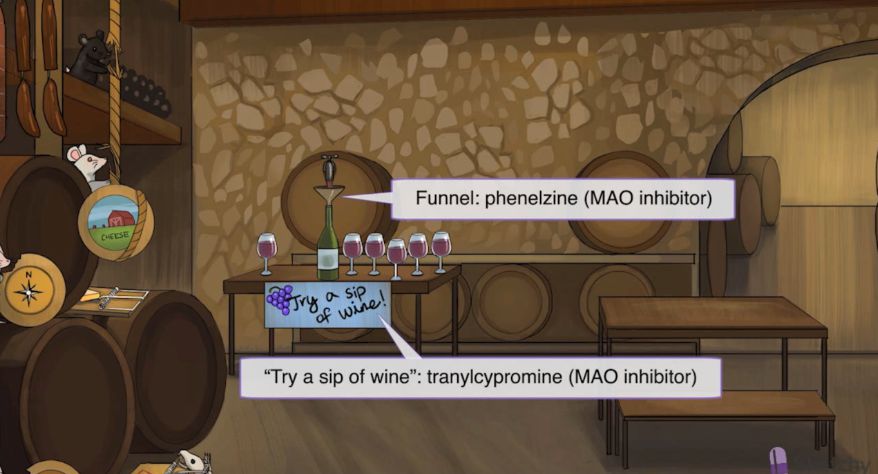 CHEESE
N
Funnel: phenelzine (MAO inhibitor)
Try a sip
of wine!
“Try a sip of wine”: tranylcypromine (MAO inhibitor)